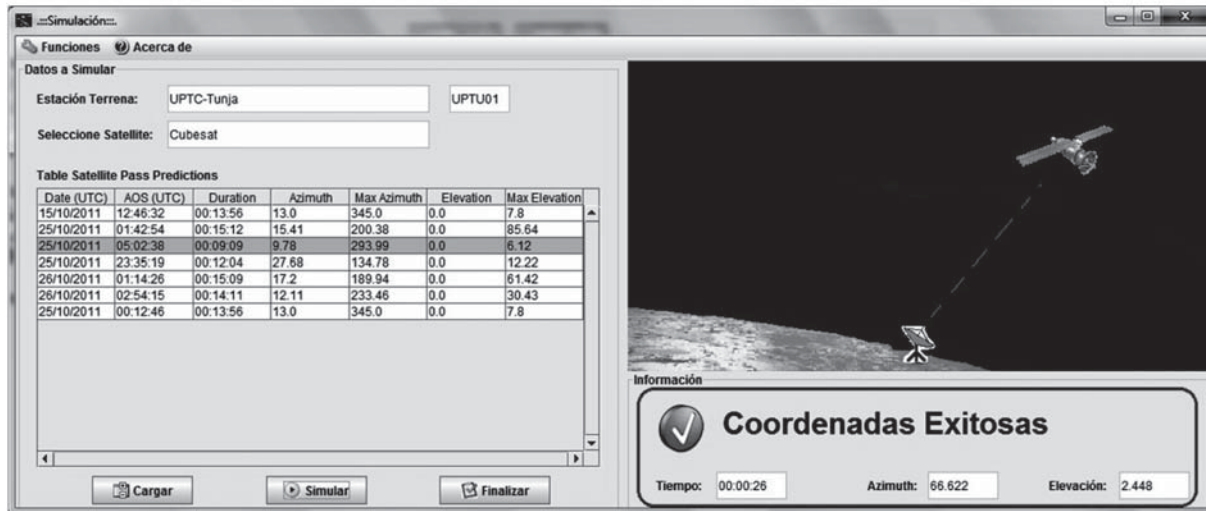 .:::Simulación:::.
Funciones Acerca de
Datos a Simular
Estación Terrena: UPTC-Tunja UPTU01
Seleccione Satellite: Cubesat
Table Satellite Pass Predictions
Date (UTC) AOS (UTC) Duration Azimuth Max Azimuth Elevation Max Elevation
15/10/2011 12:46:32 00:13:56 13.0 345.0 0.0 7.8
25/10/2011 01:42:54 00:15:12 15.41 200.38 0.0 85.64
25/10/2011 05:02:38 00:09:09 9.78 293.99 0.0 6.12
25/10/2011 23:35:19 00:12:04 27.68 134.78 0.0 12.22
26/10/2011 01:14:26 00:15:09 17.2 189.94 0.0 61.42
26/10/2011 02:54:15 00:14:11 12.11 233.46 0.0 30.43
25/10/2011 00:12:46 00:13:56 13.0 345.0 0.0 7.8
Cargar Simular Finalizar
Información
Coordenadas Exitosas
Tiempo: 00:00:26 Azimuth: 66.622 Elevación: 2.448